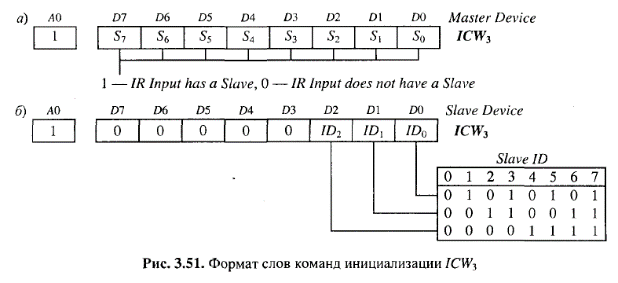 а) A0 D7 D6 D5 D4 D3 D2 D1 D0 Master Device
1 S7 S6 S5 S4 S3 S2 S1 S0 ICW3
1 — IR Input has a Slave, 0 — IR Input does not have a Slave
б) A0 D7 D6 D5 D4 D3 D2 D1 D0 Slave Device
1 0 0 0 0 0 ID2 ID1 ID0 ICW3
Slave ID
0 1 2 3 4 5 6 7
0 1 0 1 0 1 0 1
0 0 1 1 0 0 1 1
0 0 0 0 1 1 1 1
Рис. 3.51. Формат слов команд инициализации ICW3